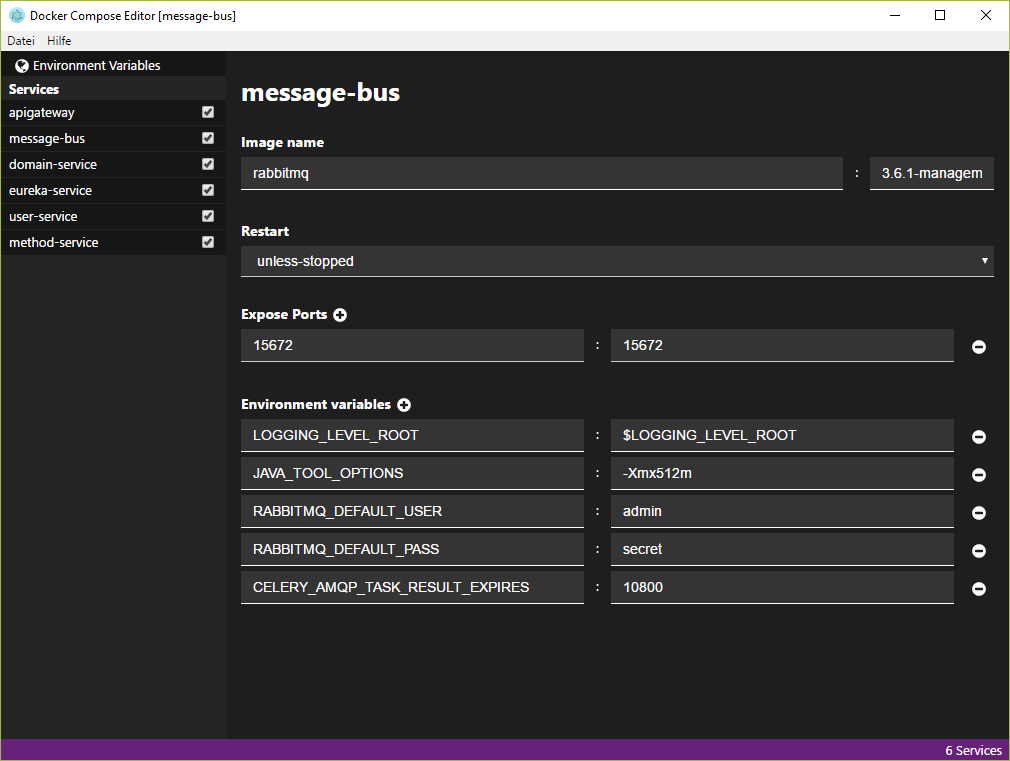 Docker Compose Editor [message-bus]
Datei Hilfe
Environment Variables
Services
apigateway
message-bus
domain-service
eureka-service
user-service
method-service
message-bus
Image name
rabbitmq : 3.6.1-managem
Restart
unless-stopped
Expose Ports
15672 : 15672
Environment variables
LOGGING_LEVEL_ROOT : $LOGGING_LEVEL_ROOT
JAVA_TOOL_OPTIONS : -Xmx512m
RABBITMQ_DEFAULT_USER : admin
RABBITMQ_DEFAULT_PASS : secret
CELERY_AMQP_TASK_RESULT_EXPIRES : 10800
6 Services